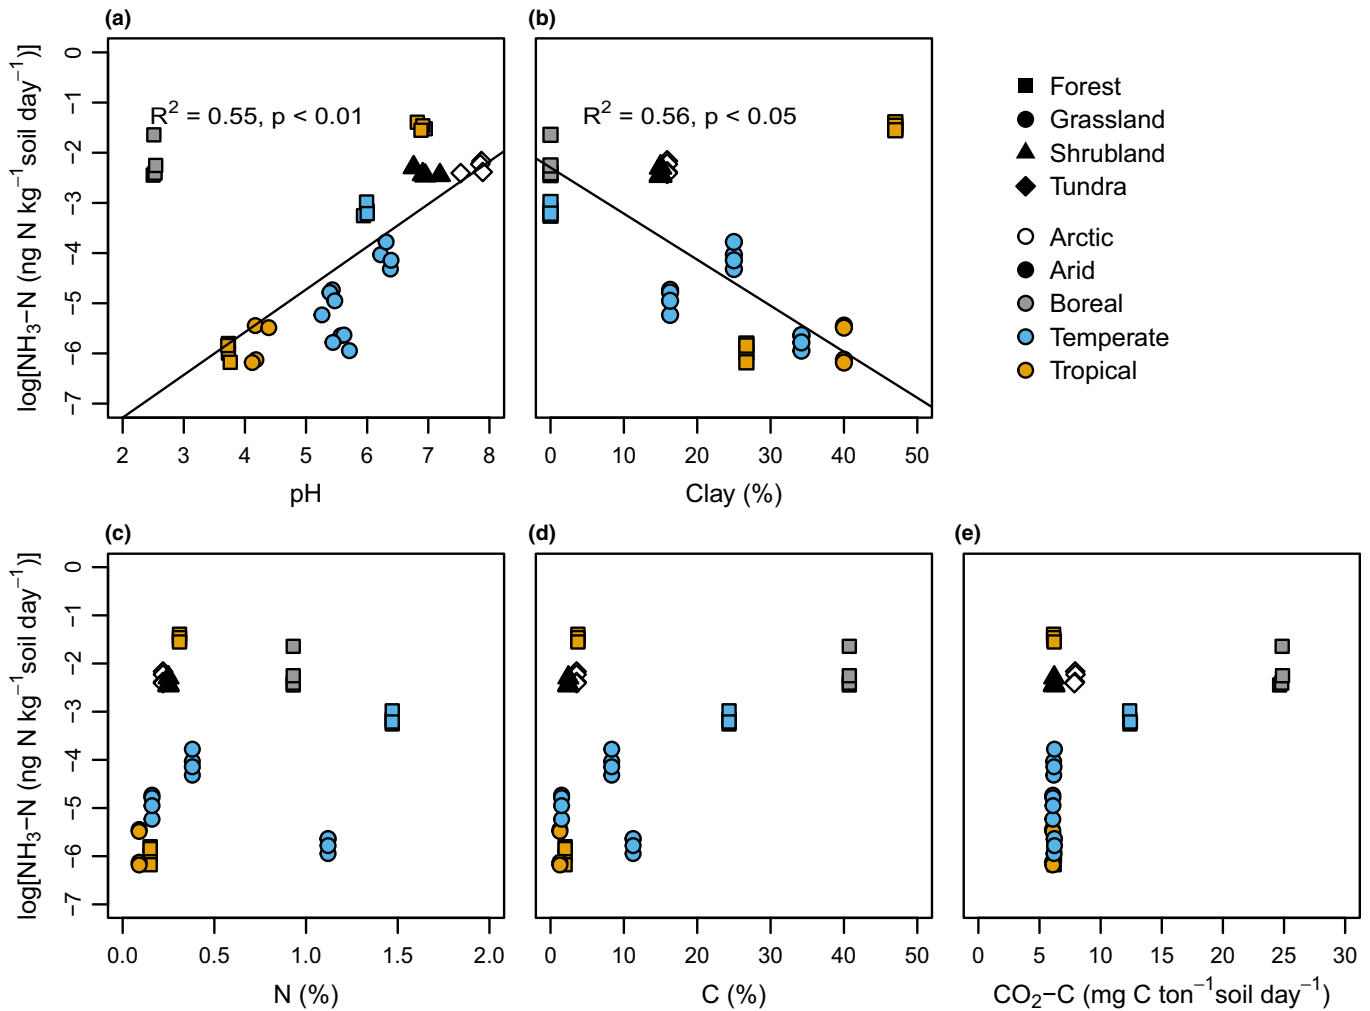 (a)
log[NH₃−N (ng N kg⁻¹soil day⁻¹)]
0
−1
−2
−3
−4
−5
−6
−7
R² = 0.55, p < 0.01
2 3 4 5 6 7 8
pH
(b)
R² = 0.56, p < 0.05
0 10 20 30 40 50
Clay (%)
Forest
Grassland
Shrubland
Tundra
Arctic
Arid
Boreal
Temperate
Tropical
(c)
log[NH₃−N (ng N kg⁻¹soil day⁻¹)]
0
−1
−2
−3
−4
−5
−6
−7
0.0 0.5 1.0 1.5 2.0
N (%)
(d)
0 10 20 30 40 50
C (%)
(e)
0 5 10 15 20 25 30
CO₂−C (mg C ton⁻¹soil day⁻¹)